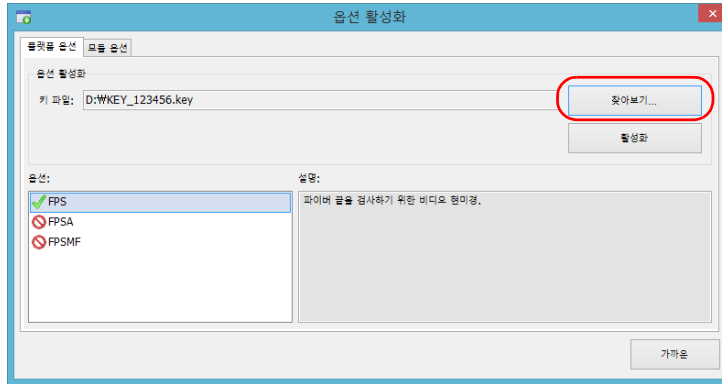 옵션 활성화
플랫폼 옵션 모듈 옵션
옵션 활성화
키 파일: D:₩KEY_123456.key 찾아보기...
활성화
옵션: 설명:
FPS 파이버 끝을 검사하기 위한 비디오 현미경.
FPSA
FPSMF
가까운